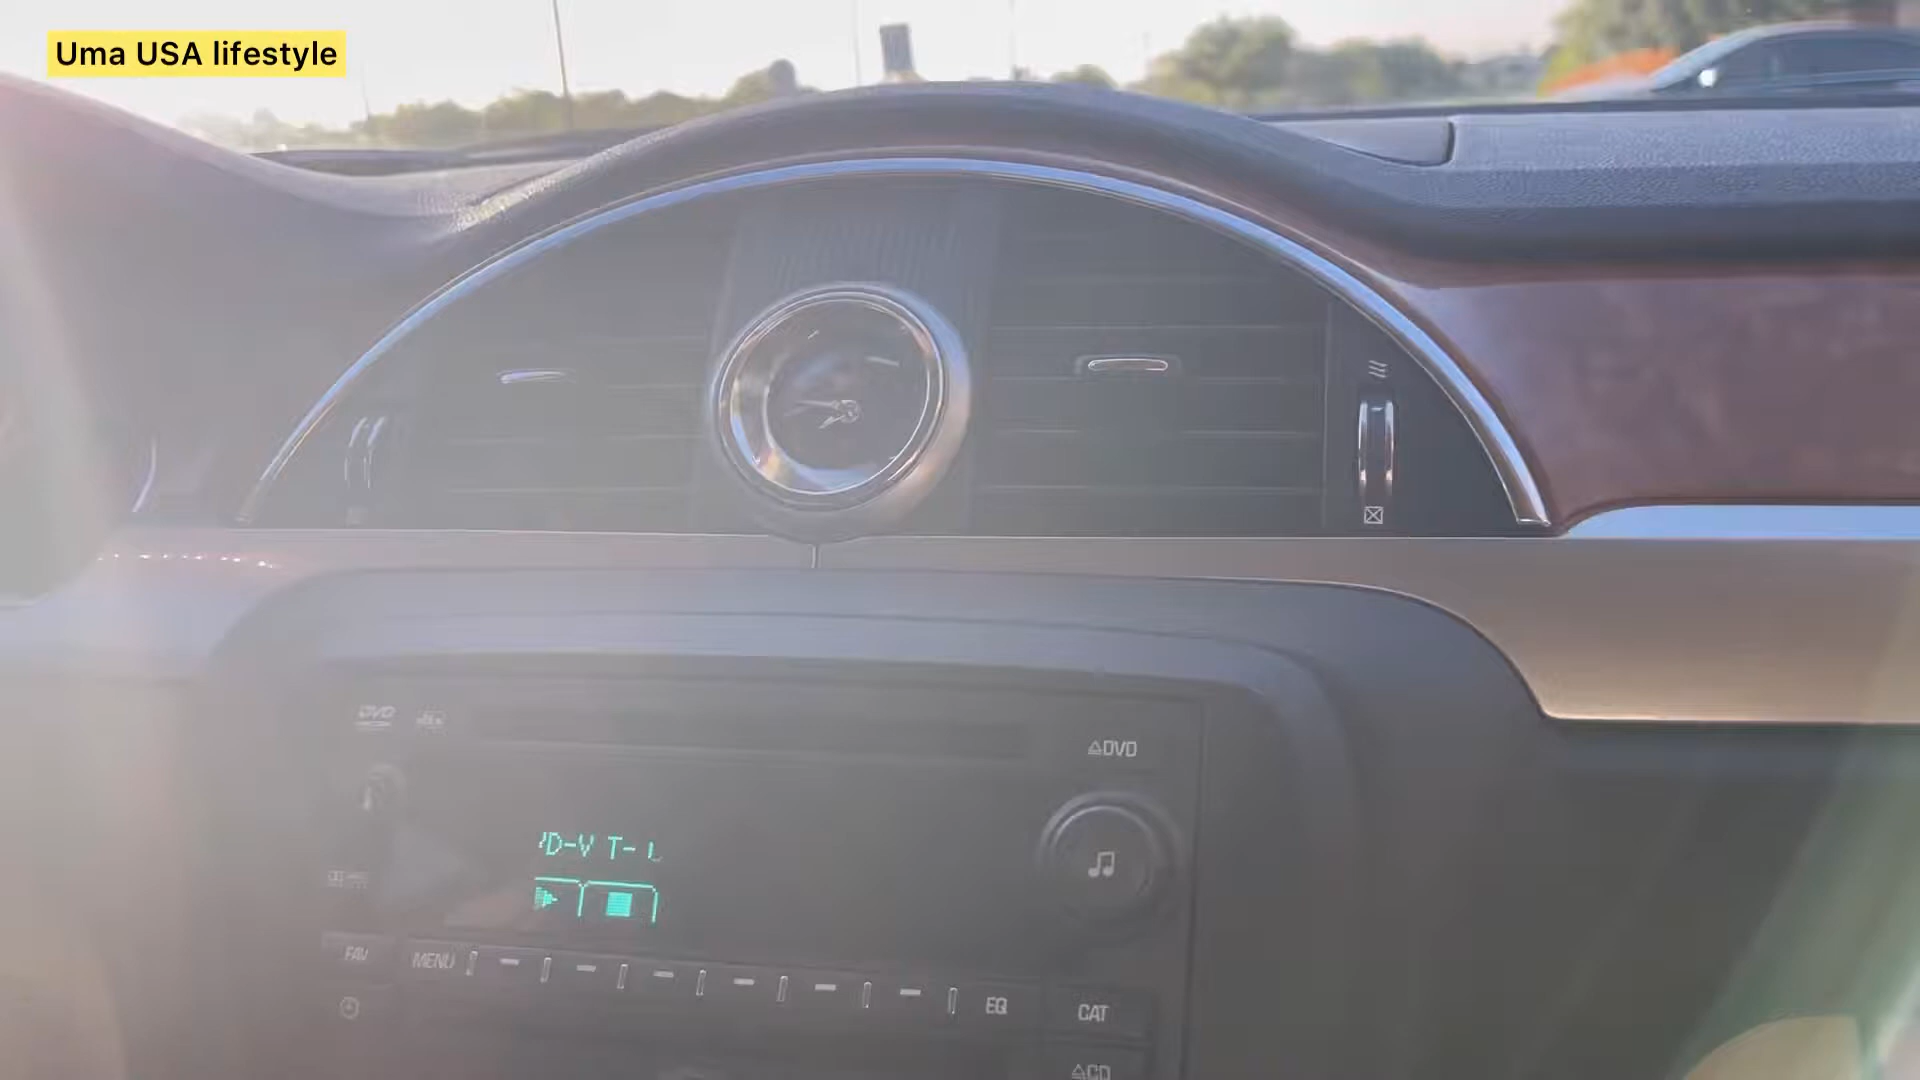 Uma USA lifestyle
DVD
≜DVD
FAV
MENU
EQ
CAT
≜CD